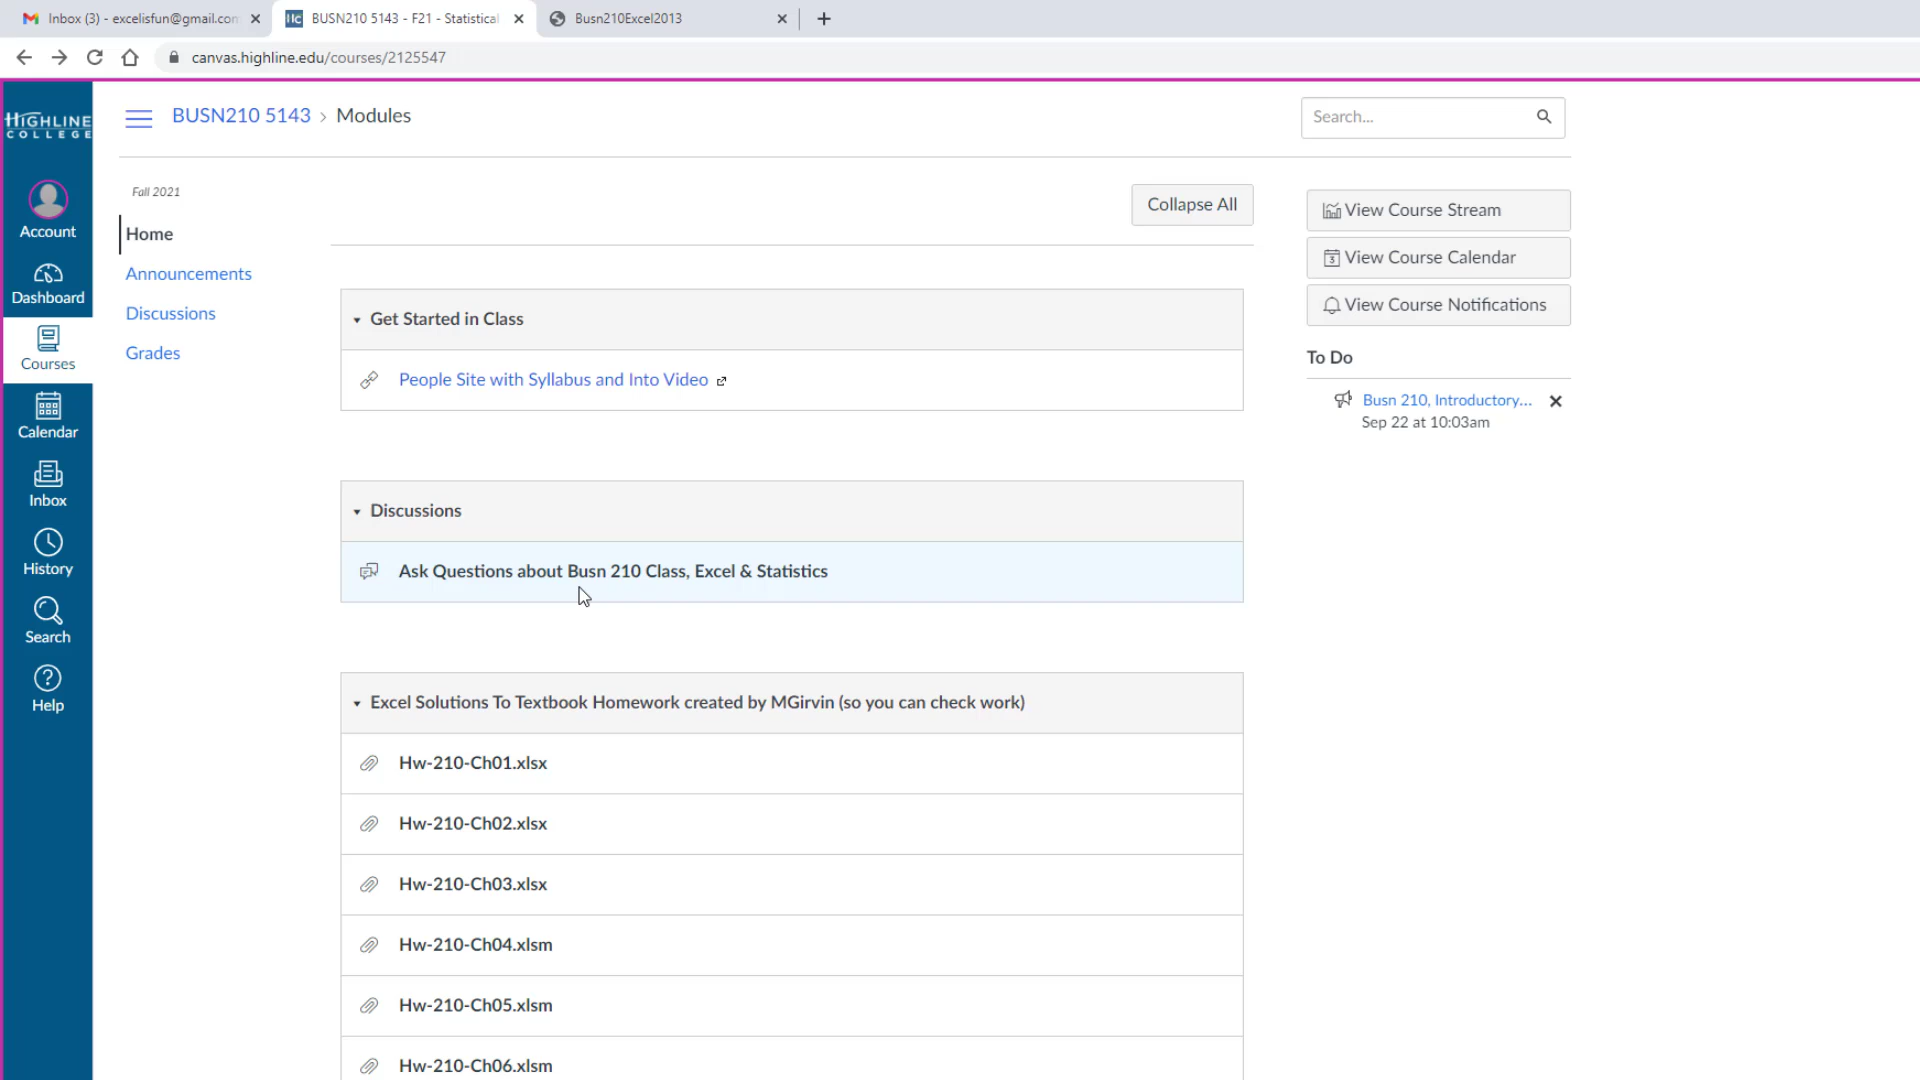 Inbox (3) - excelisfun@gmail.com
BUSN210 5143 - F21 - Statistical
Busn210Excel2013
canvas.highline.edu/courses/2125547
HIGHLINE
COLLEGE
BUSN210 5143 › Modules
Search...
Fall 2021
Collapse All
View Course Stream
Account
Home
Announcements
3 View Course Calendar
Dashboard
Discussions
Get Started in Class
View Course Notifications
Courses
Grades
People Site with Syllabus and Into Video
To Do
Calendar
Busn 210, Introductory...
Sep 22 at 10:03am
Inbox
Discussions
History
Ask Questions about Busn 210 Class, Excel & Statistics
Search
Help
Excel Solutions To Textbook Homework created by MGirvin (so you can check work)
Hw-210-Ch01.xlsx
Hw-210-Ch02.xlsx
Hw-210-Ch03.xlsx
Hw-210-Ch04.xlsm
Hw-210-Ch05.xlsm
Hw-210-Ch06.xlsm